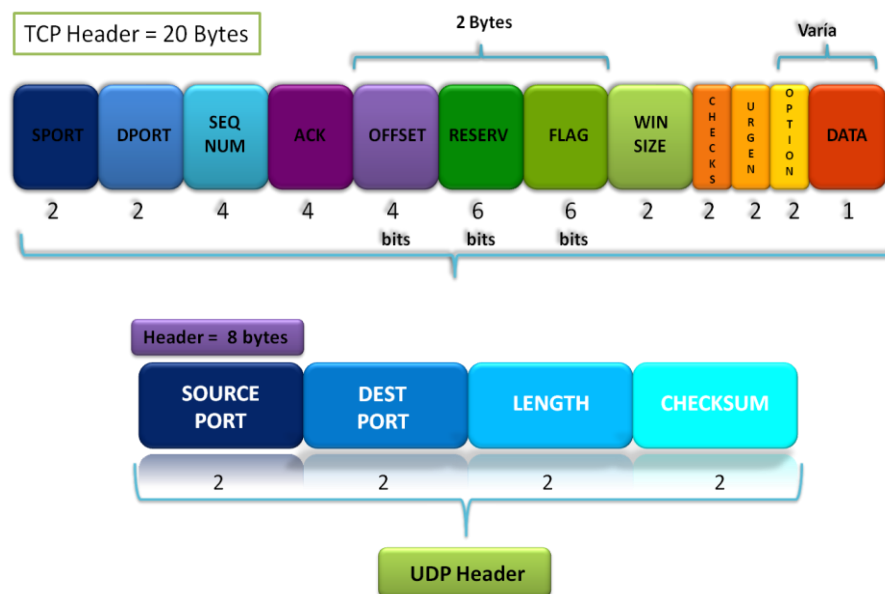 TCP Header = 20 Bytes
2 Bytes
Varía
SPORT
DPORT
SEQ
NUM
ACK
OFFSET
RESERV
FLAG
WIN
SIZE
CHECKS
URGEN
OPTION
DATA
2
2
4
4
4
6
6
2
2
2
2
1
bits
bits
bits
Header = 8 bytes
SOURCE
PORT
DEST
PORT
LENGTH
CHECKSUM
2
2
2
2
UDP Header